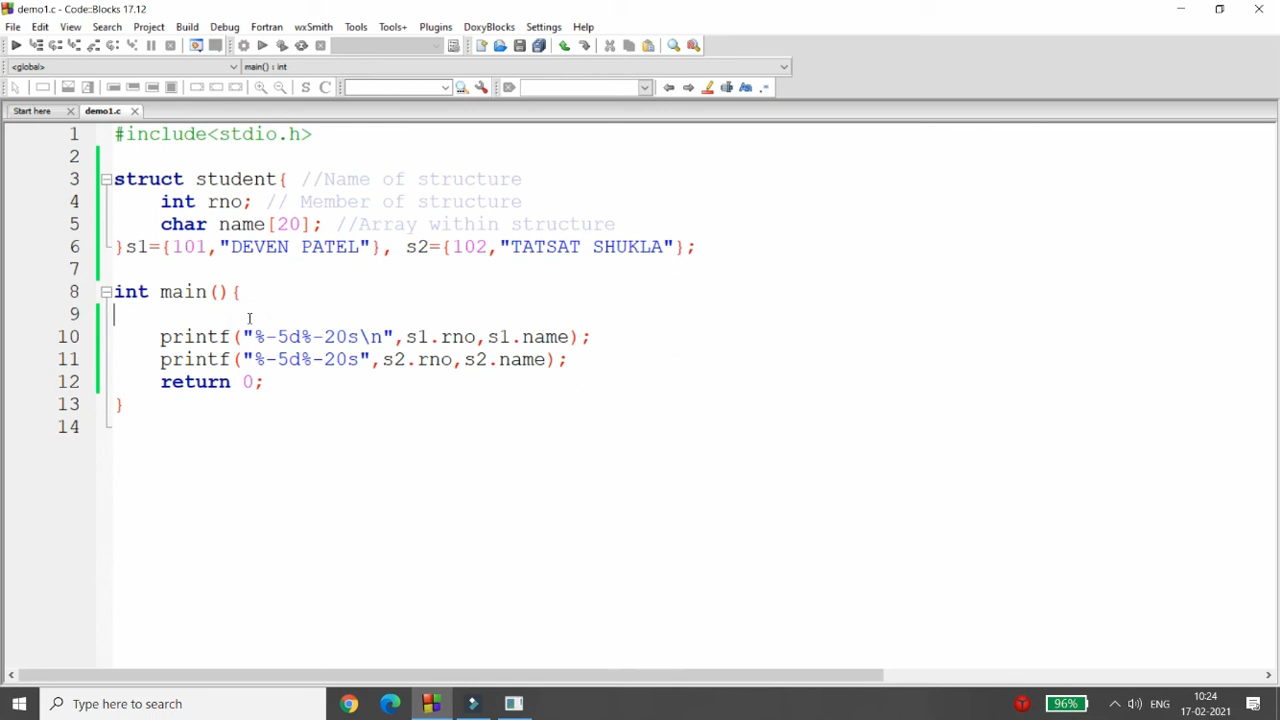 demo1.c - Code::Blocks 17.12
File Edit View Search Project Build Debug Fortran wxSmith Tools Tools+ Plugins DoxyBlocks Settings Help
<global> main() : int
S C
Start here demo1.c
1 #include<stdio.h>
2
3 struct student{ //Name of structure
4 int rno; // Member of structure
5 char name[20]; //Array within structure
6 }s1={101,"DEVEN PATEL"}, s2={102,"TATSAT SHUKLA"};
7
8 int main(){
9
10 printf("%-5d%-20s\n",s1.rno,s1.name);
11 printf("%-5d%-20s",s2.rno,s2.name);
12 return 0;
13 }
14
Type here to search 96% ENG 10:24
17-02-2021